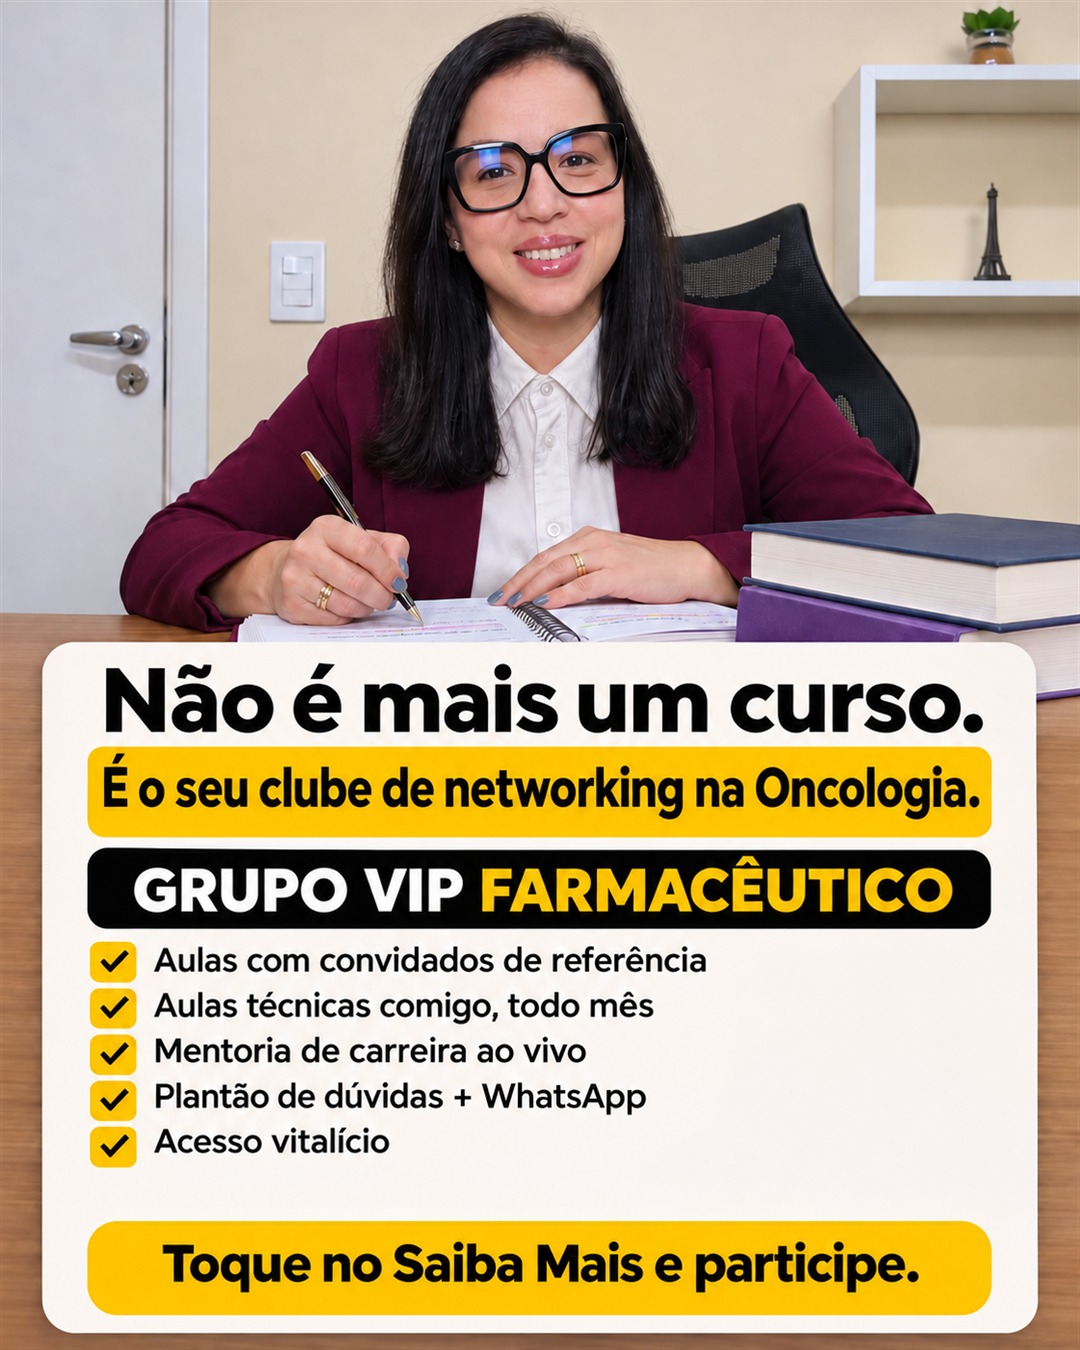 Não é mais um curso.
É o seu clube de networking na Oncologia.
GRUPO VIP FARMACÊUTICO
Aulas com convidados de referência
Aulas técnicas comigo, todo mês
Mentoria de carreira ao vivo
Plantão de dúvidas + WhatsApp
Acesso vitalício
Toque no Saiba Mais e participe.